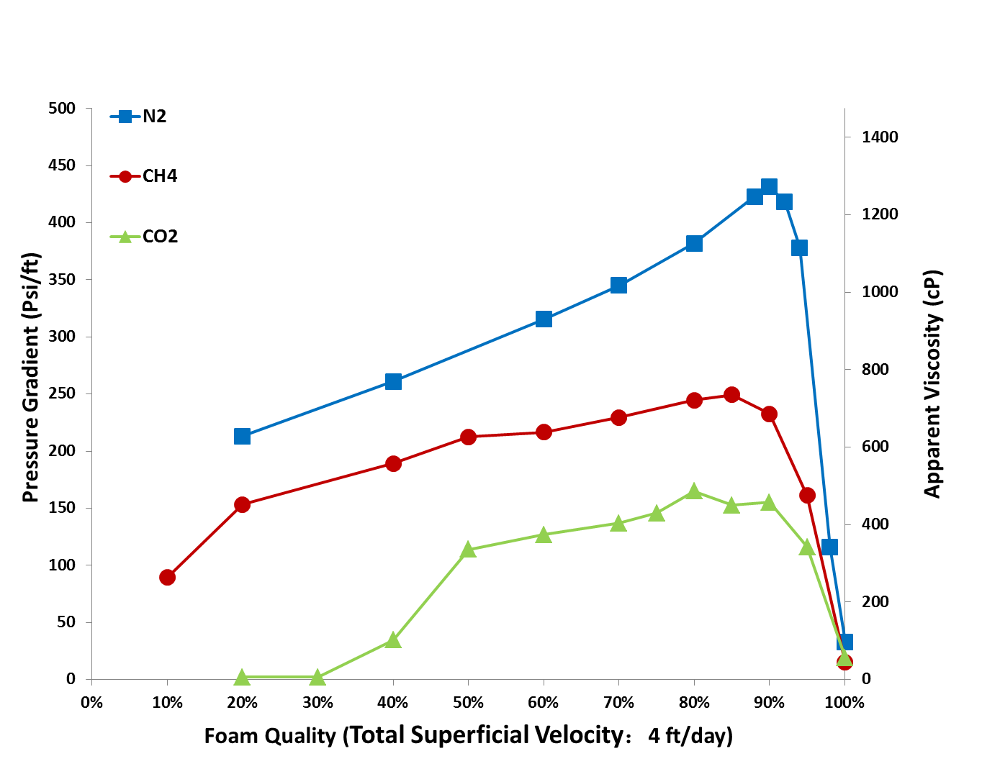 N2
CH4
CO2
500
450
400
350
300
250
200
150
100
50
0
Pressure Gradient (Psi/ft)
1400
1200
1000
800
600
400
200
0
Apparent Viscosity (cP)
0% 10% 20% 30% 40% 50% 60% 70% 80% 90% 100%
Foam Quality (Total Superficial Velocity：4 ft/day)